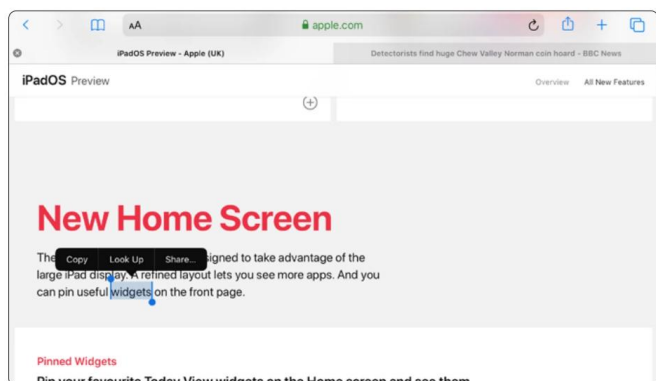 AA
apple.com
iPadOS Preview - Apple (UK)
Detectorists find huge Chew Valley Norman coin hoard - BBC News
iPadOS Preview
Overview All New Features
New Home Screen
Copy Look Up Share...
The signed to take advantage of the
large iPad display. A refined layout lets you see more apps. And you
can pin useful widgets on the front page.
Pinned Widgets
Pin your favourite Today View widgets on the Home screen and see them